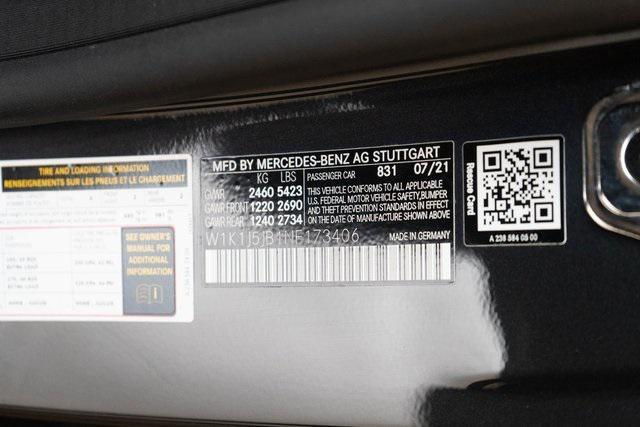 TIRE AND LOADING INFORMATION
RENSEIGNEMENTS SUR LES PNEUS ET LE CHARGEMENT
SEE OWNER'S
MANUAL FOR
ADDITIONAL
INFORMATION
MFD BY MERCEDES-BENZ AG STUTTGART
KG LBS PASSENGER CAR 831 07/21
GVWR 2460 5423
GAWR FRONT 1220 2690
GAWR REAR 1240 2734
THIS VEHICLE CONFORMS TO ALL APPLICABLE
U.S. FEDERAL MOTOR VEHICLE SAFETY, BUMPER
AND THEFT PREVENTION STANDARDS IN EFFECT
ON THE DATE OF MANUFACTURE SHOWN ABOVE
W1K1J5JB1NF173406 MADE IN GERMANY
Rescue Card
A 238 584 05 00